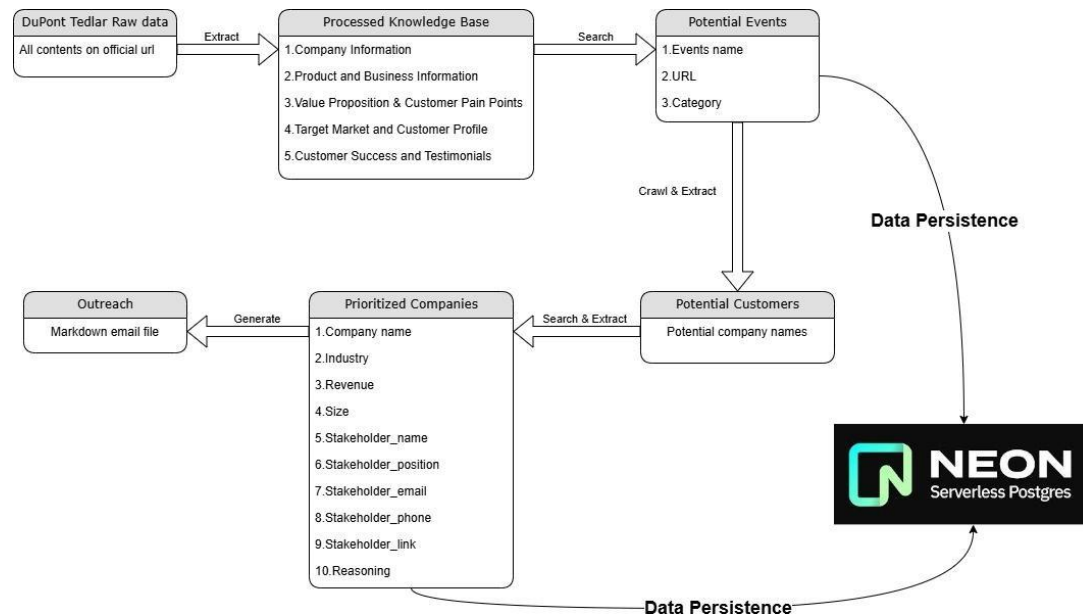 DuPont Tedlar Raw data
All contents on official url
Extract
Processed Knowledge Base
1.Company Information
2.Product and Business Information
3.Value Proposition & Customer Pain Points
4.Target Market and Customer Profile
5.Customer Success and Testimonials
Search
Potential Events
1.Events name
2.URL
3.Category
Crawl & Extract
Data Persistence
Outreach
Markdown email file
Generate
Prioritized Companies
1.Company name
2.Industry
3.Revenue
4.Size
5.Stakeholder_name
6.Stakeholder_position
7.Stakeholder_email
8.Stakeholder_phone
9.Stakeholder_link
10.Reasoning
Search & Extract
Potential Customers
Potential company names
NEON
Serverless Postgres
Data Persistence